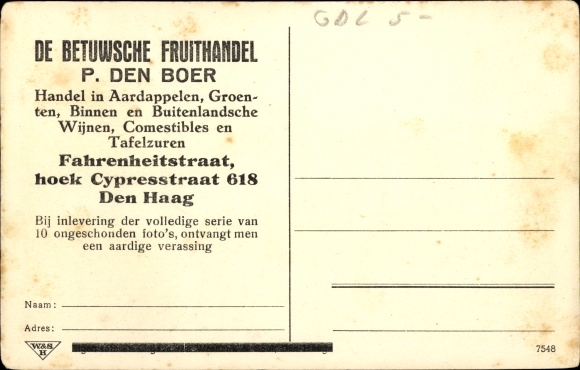 GDL 5-
DE BETUWSCHE FRUITHANDEL
P. DEN BOER
Handel in Aardappelen, Groen-
ten, Binnen en Buitenlandsche
Wijnen, Comestibles en
Tafelzuren
Fahrenheitstraat,
hoek Cypresstraat 618
Den Haag
Bij inlevering der volledige serie van
10 ongeschonden foto's, ontvangt men
een aardige verassing
Naam:
Adres:
W&S
H
7548